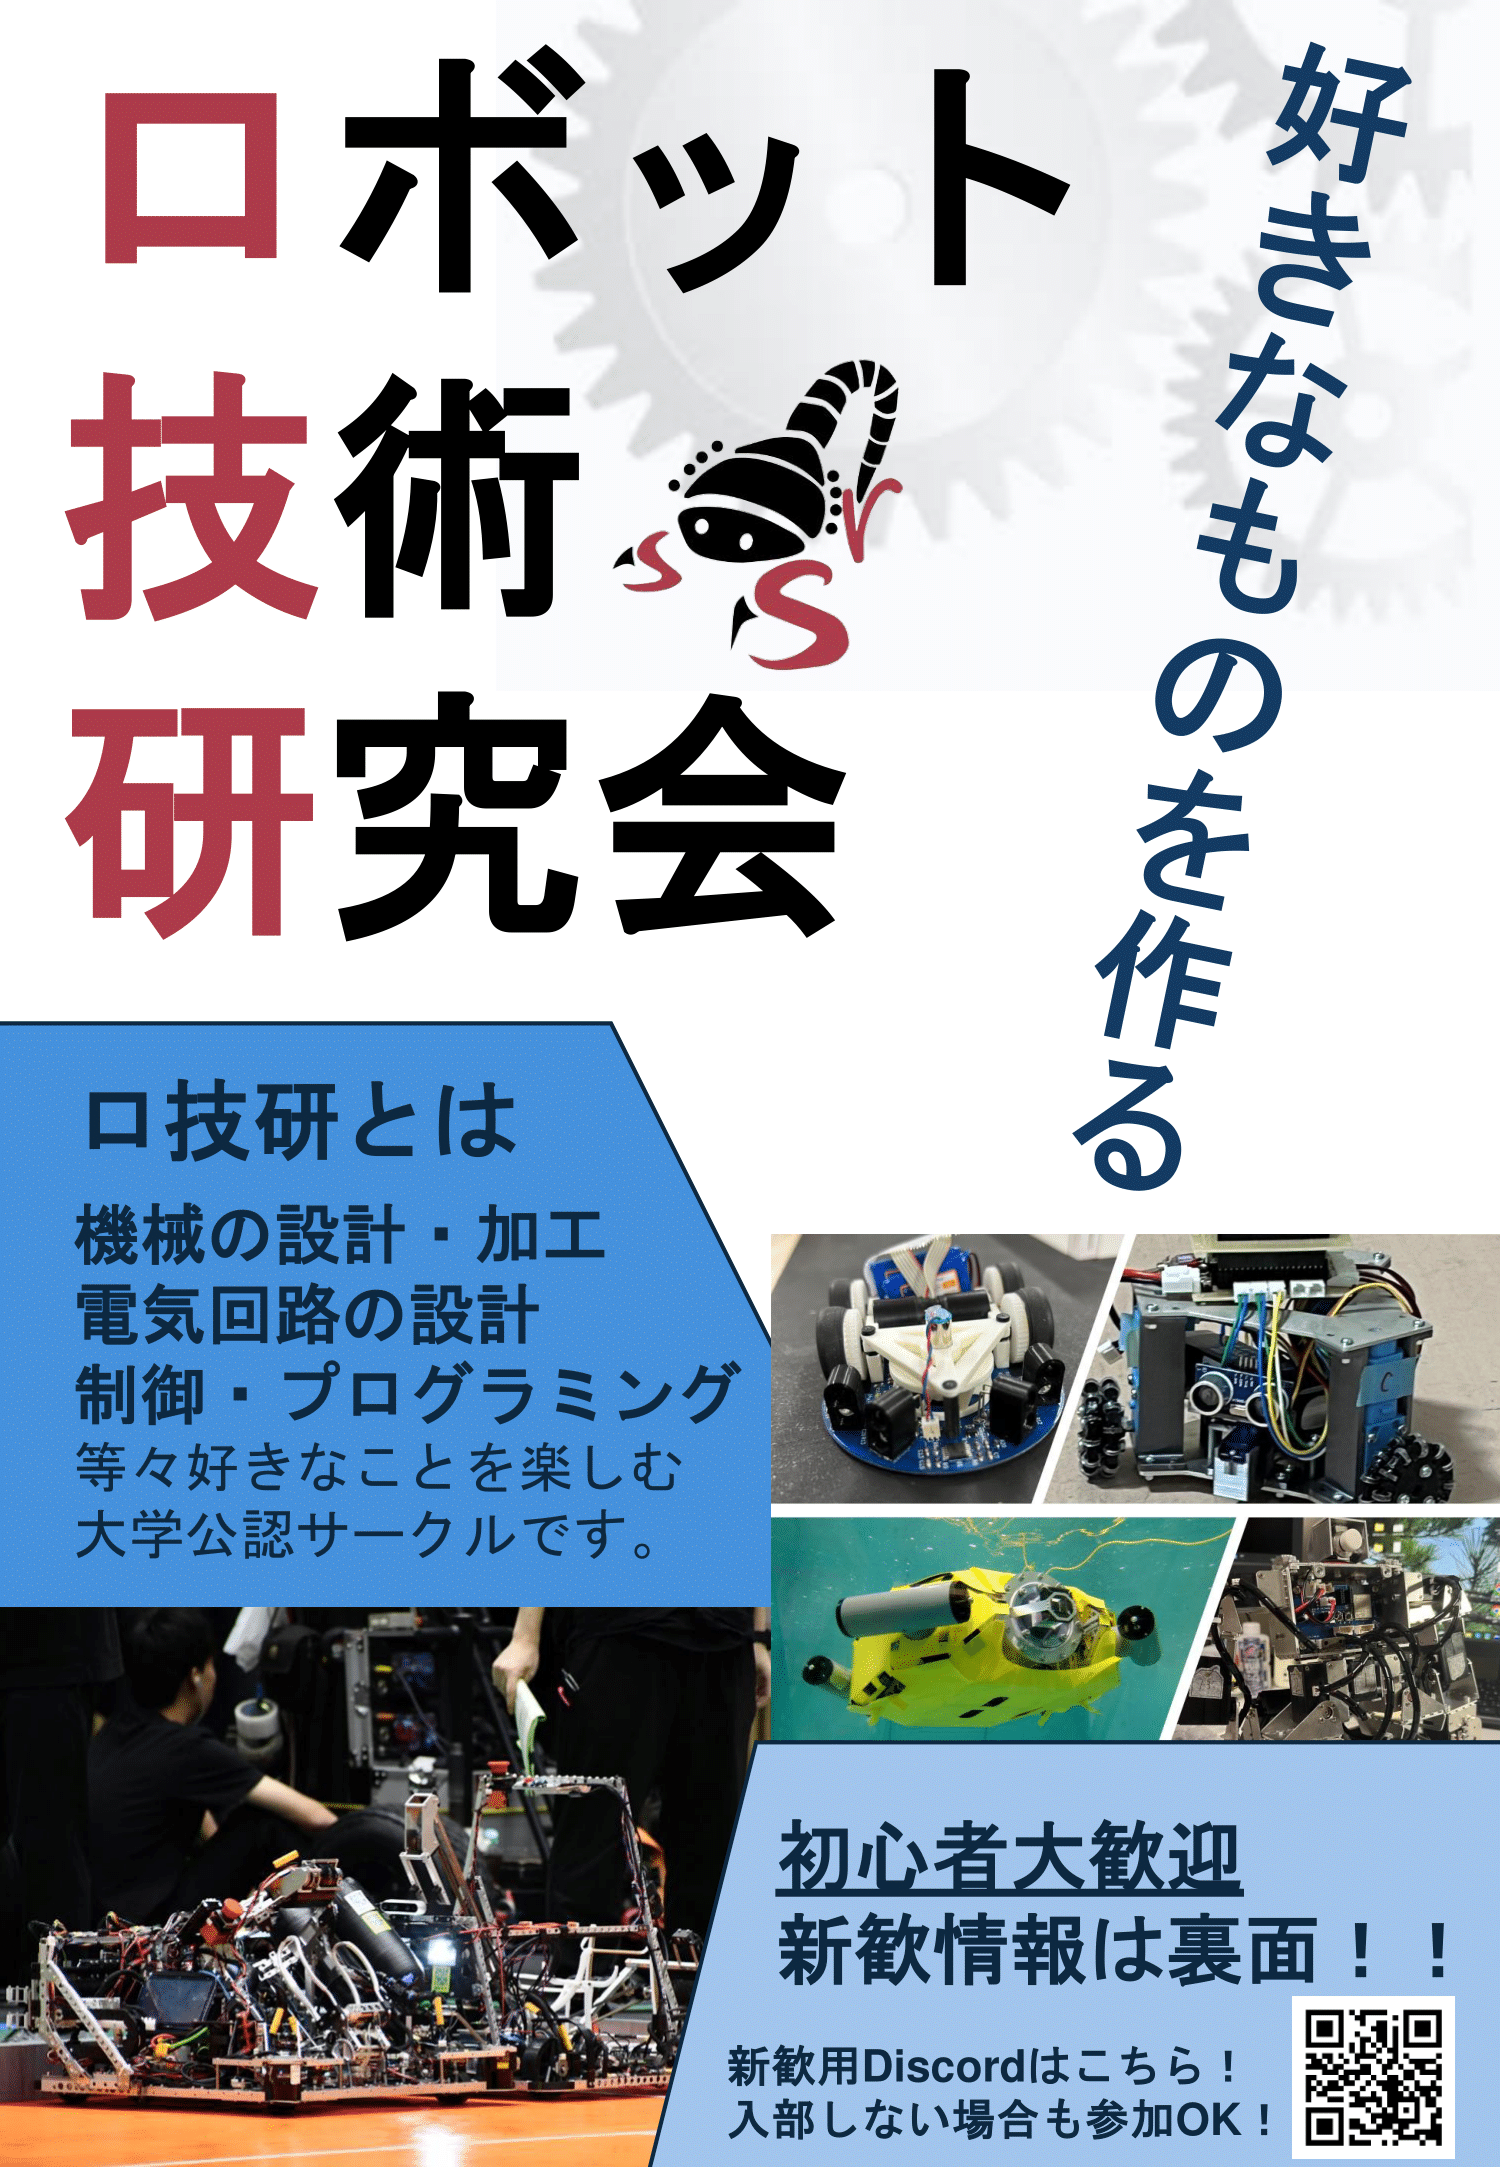 ロボット
技術
研究会
好きなものを作る
s
S
r
ロ技研とは
機械の設計・加工
電気回路の設計
制御・プログラミング
等々好きなことを楽しむ
大学公認サークルです。
C
初心者大歓迎
新歓情報は裏面！！
新歓用Discordはこちら！
入部しない場合も参加OK！